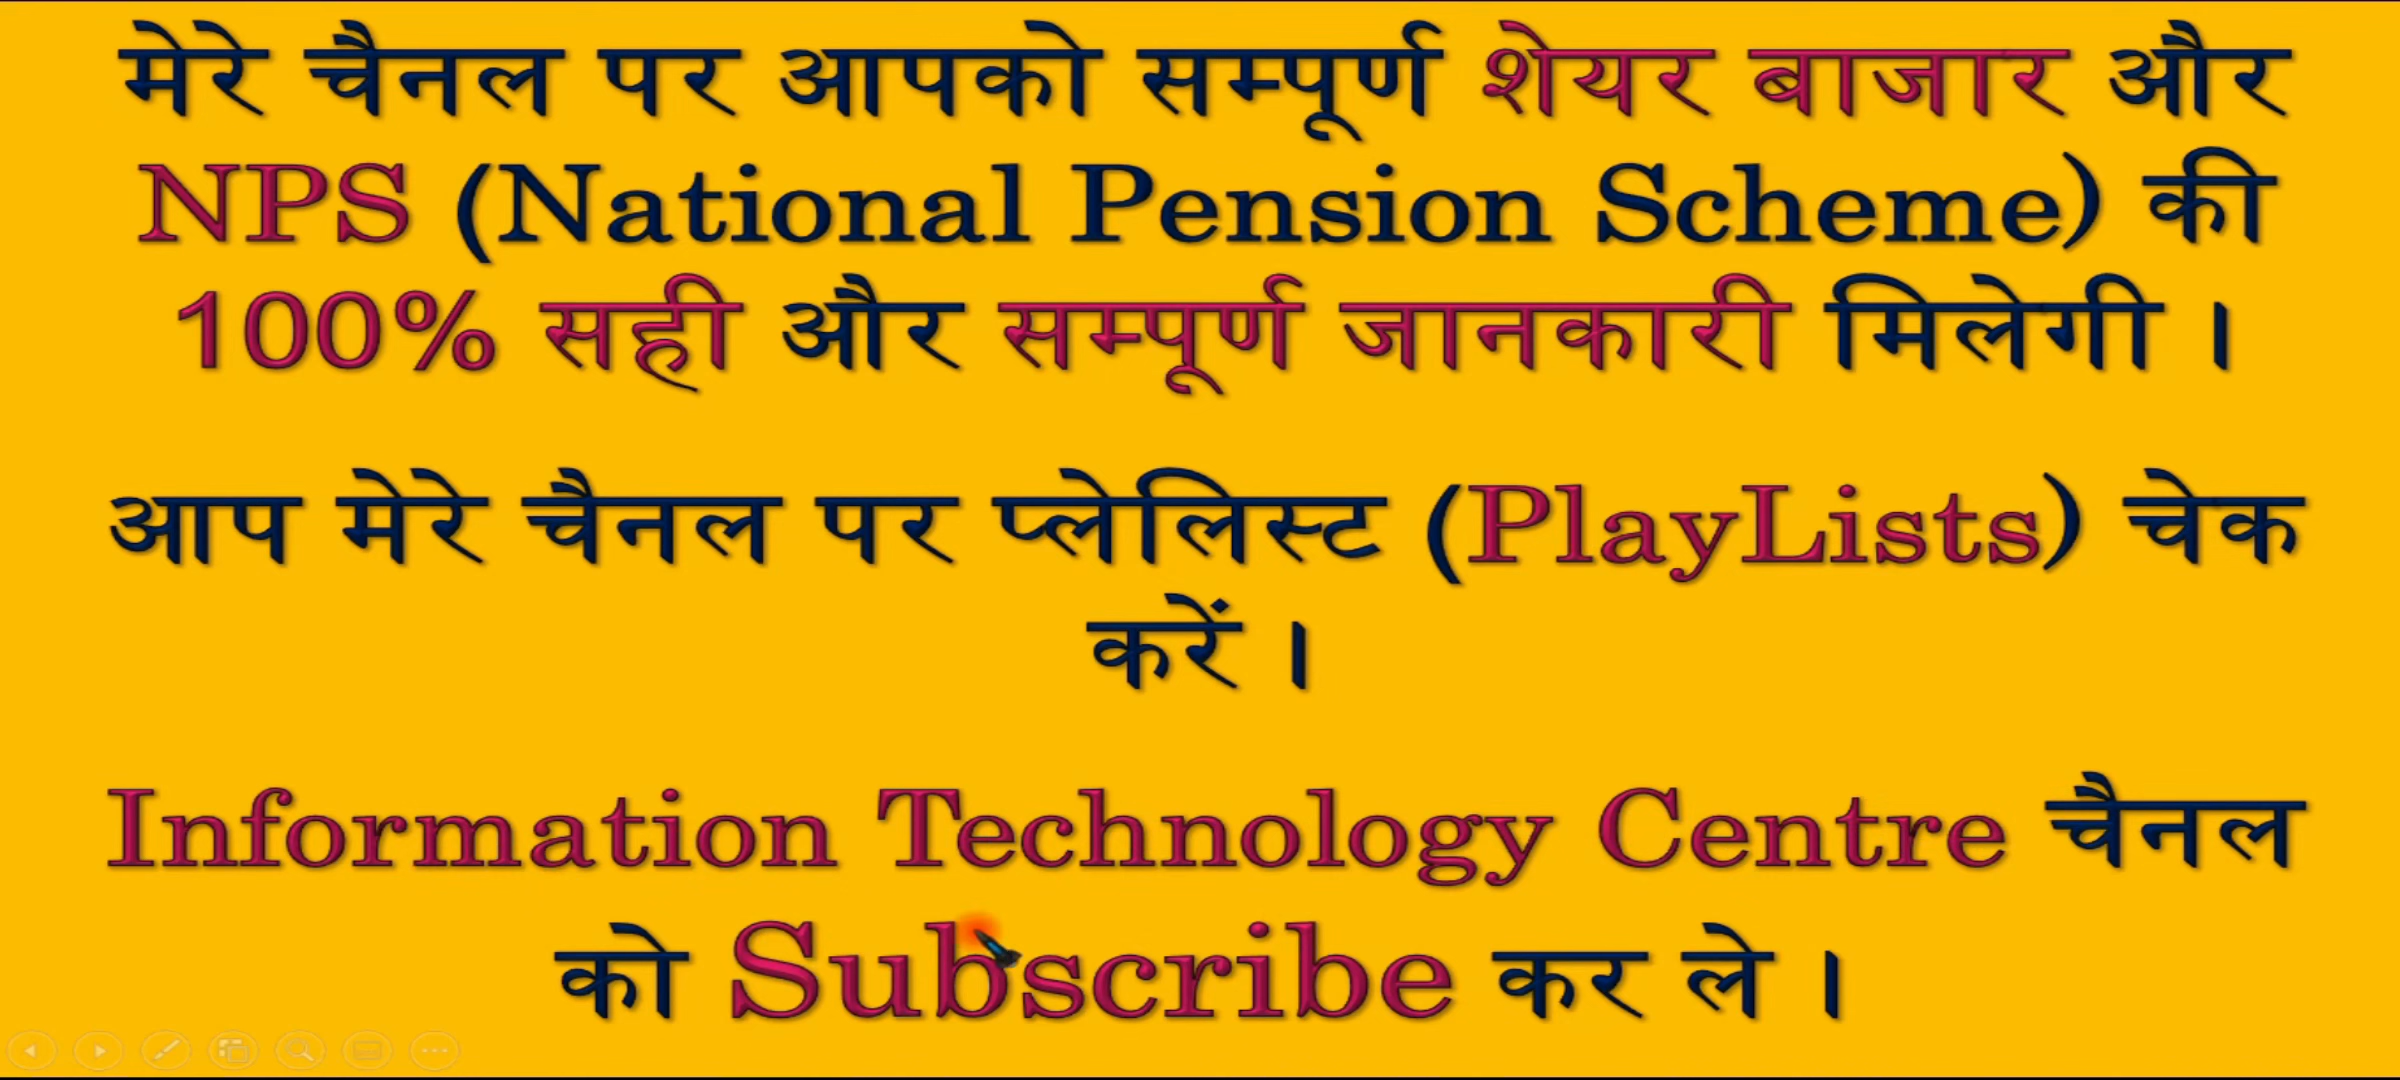 मेरे चैनल पर आपको सम्पूर्ण शेयर बाजार और
NPS (National Pension Scheme) की
100% सही और सम्पूर्ण जानकारी मिलेगी ।
आप मेरे चैनल पर प्लेलिस्ट (PlayLists) चेक
करें ।
Information Technology Centre चैनल
को Subscribe कर ले ।